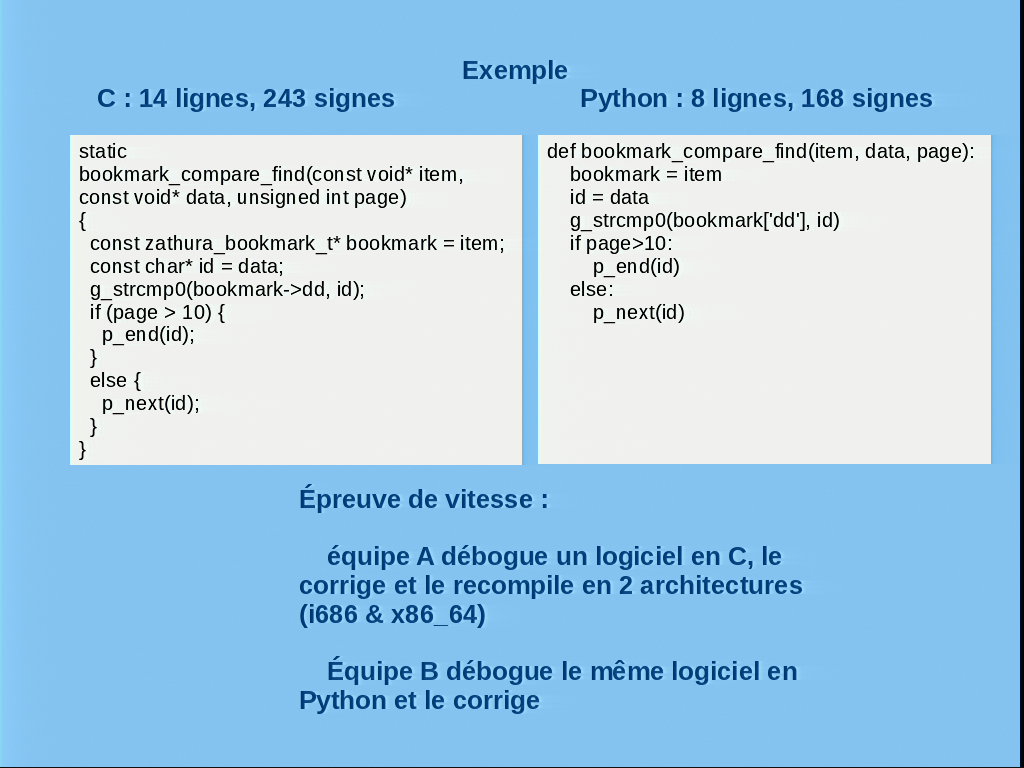 Exemple
C : 14 lignes, 243 signes
Python : 8 lignes, 168 signes
static
bookmark_compare_find(const void* item,
const void* data, unsigned int page)
{
  const zathura_bookmark_t* bookmark = item;
  const char* id = data;
  g_strcmp0(bookmark->dd, id);
  if (page > 10) {
    p_end(id);
  }
  else {
    p_next(id);
  }
}
def bookmark_compare_find(item, data, page):
    bookmark = item
    id = data
    g_strcmp0(bookmark['dd'], id)
    if page>10:
        p_end(id)
    else:
        p_next(id)
Épreuve de vitesse :
équipe A débogue un logiciel en C, le
corrige et le recompile en 2 architectures
(i686 & x86_64)
Équipe B débogue le même logiciel en
Python et le corrige